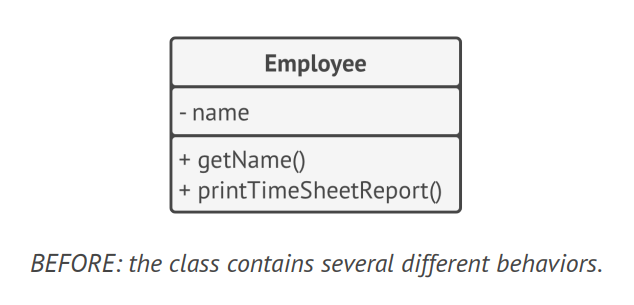 Employee
- name
+ getName()
+ printTimeSheetReport()
BEFORE: the class contains several different behaviors.